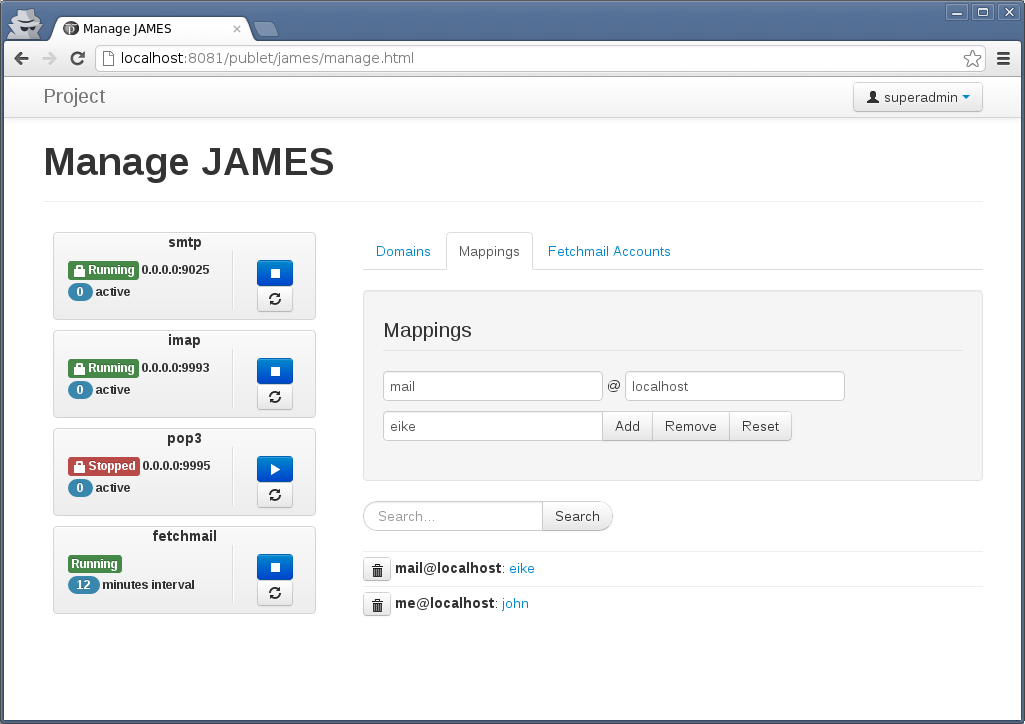 Manage JAMES
localhost:8081/publet/james/manage.html
Project
superadmin
Manage JAMES
smtp
Running 0.0.0.0:9025
0 active
imap
Running 0.0.0.0:9993
0 active
pop3
Stopped 0.0.0.0:9995
0 active
fetchmail
Running
12 minutes interval
Domains Mappings Fetchmail Accounts
Mappings
mail @ localhost
eike Add Remove Reset
Search... Search
mail@localhost: eike
me@localhost: john